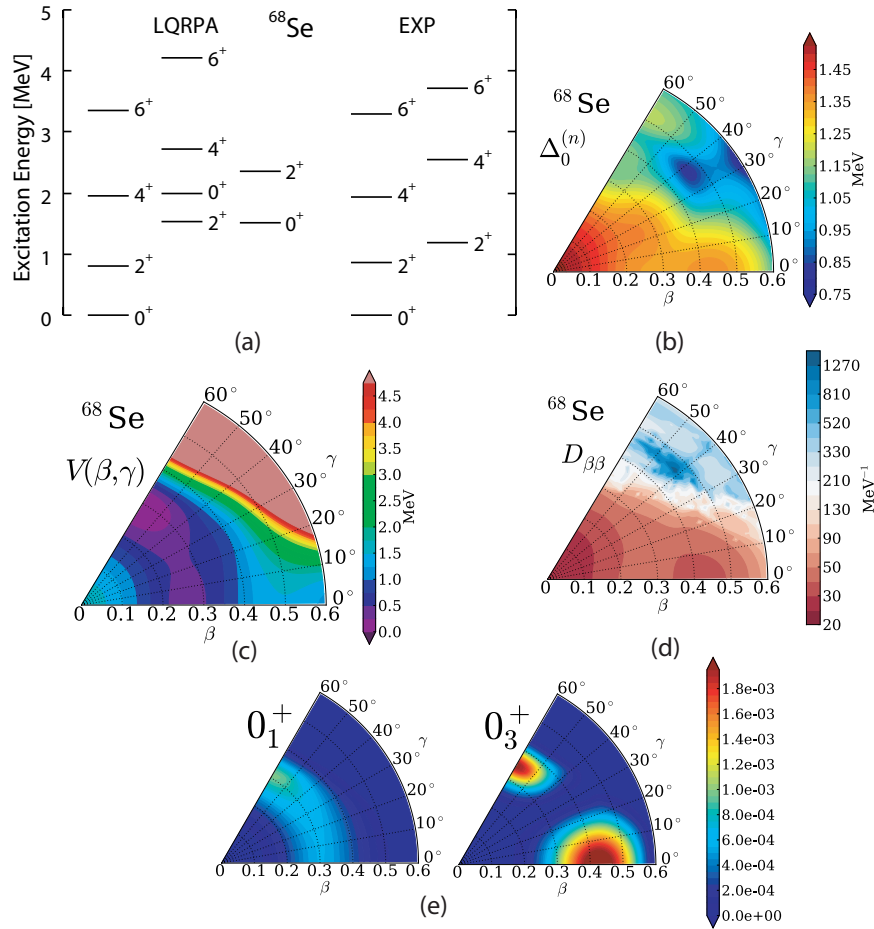 LQRPA ⁶⁸Se EXP
Excitation Energy [MeV]
5
4
3
2
1
0
6⁺
4⁺
2⁺
0⁺
6⁺
4⁺
0⁺
2⁺
2⁺
0⁺
6⁺
4⁺
2⁺
0⁺
6⁺
4⁺
2⁺
(a)
⁶⁸Se
Δ₀⁽ⁿ⁾
60°
50°
40°
γ
30°
20°
10°
0°
0 0.1 0.2 0.3 0.4 0.5 0.6
β
1.45
1.35
1.25
1.15
1.05
0.95
0.85
0.75
MeV
(b)
⁶⁸Se
V(β,γ)
60°
50°
40°
γ
30°
20°
10°
0°
0 0.1 0.2 0.3 0.4 0.5 0.6
β
4.5
4.0
3.5
3.0
2.5
2.0
1.5
1.0
0.5
0.0
MeV
(c)
⁶⁸Se
D_ββ
60°
50°
40°
γ
30°
20°
10°
0°
0 0.1 0.2 0.3 0.4 0.5 0.6
β
1270
810
520
330
210
130
90
50
30
20
MeV⁻¹
(d)
0₁⁺
60°
50°
40°
γ
30°
20°
10°
0°
0 0.1 0.2 0.3 0.4 0.5 0.6
β
0₃⁺
60°
50°
40°
γ
30°
20°
10°
0°
0 0.1 0.2 0.3 0.4 0.5 0.6
β
1.8e-03
1.6e-03
1.4e-03
1.2e-03
1.0e-03
8.0e-04
6.0e-04
4.0e-04
2.0e-04
0.0e+00
(e)